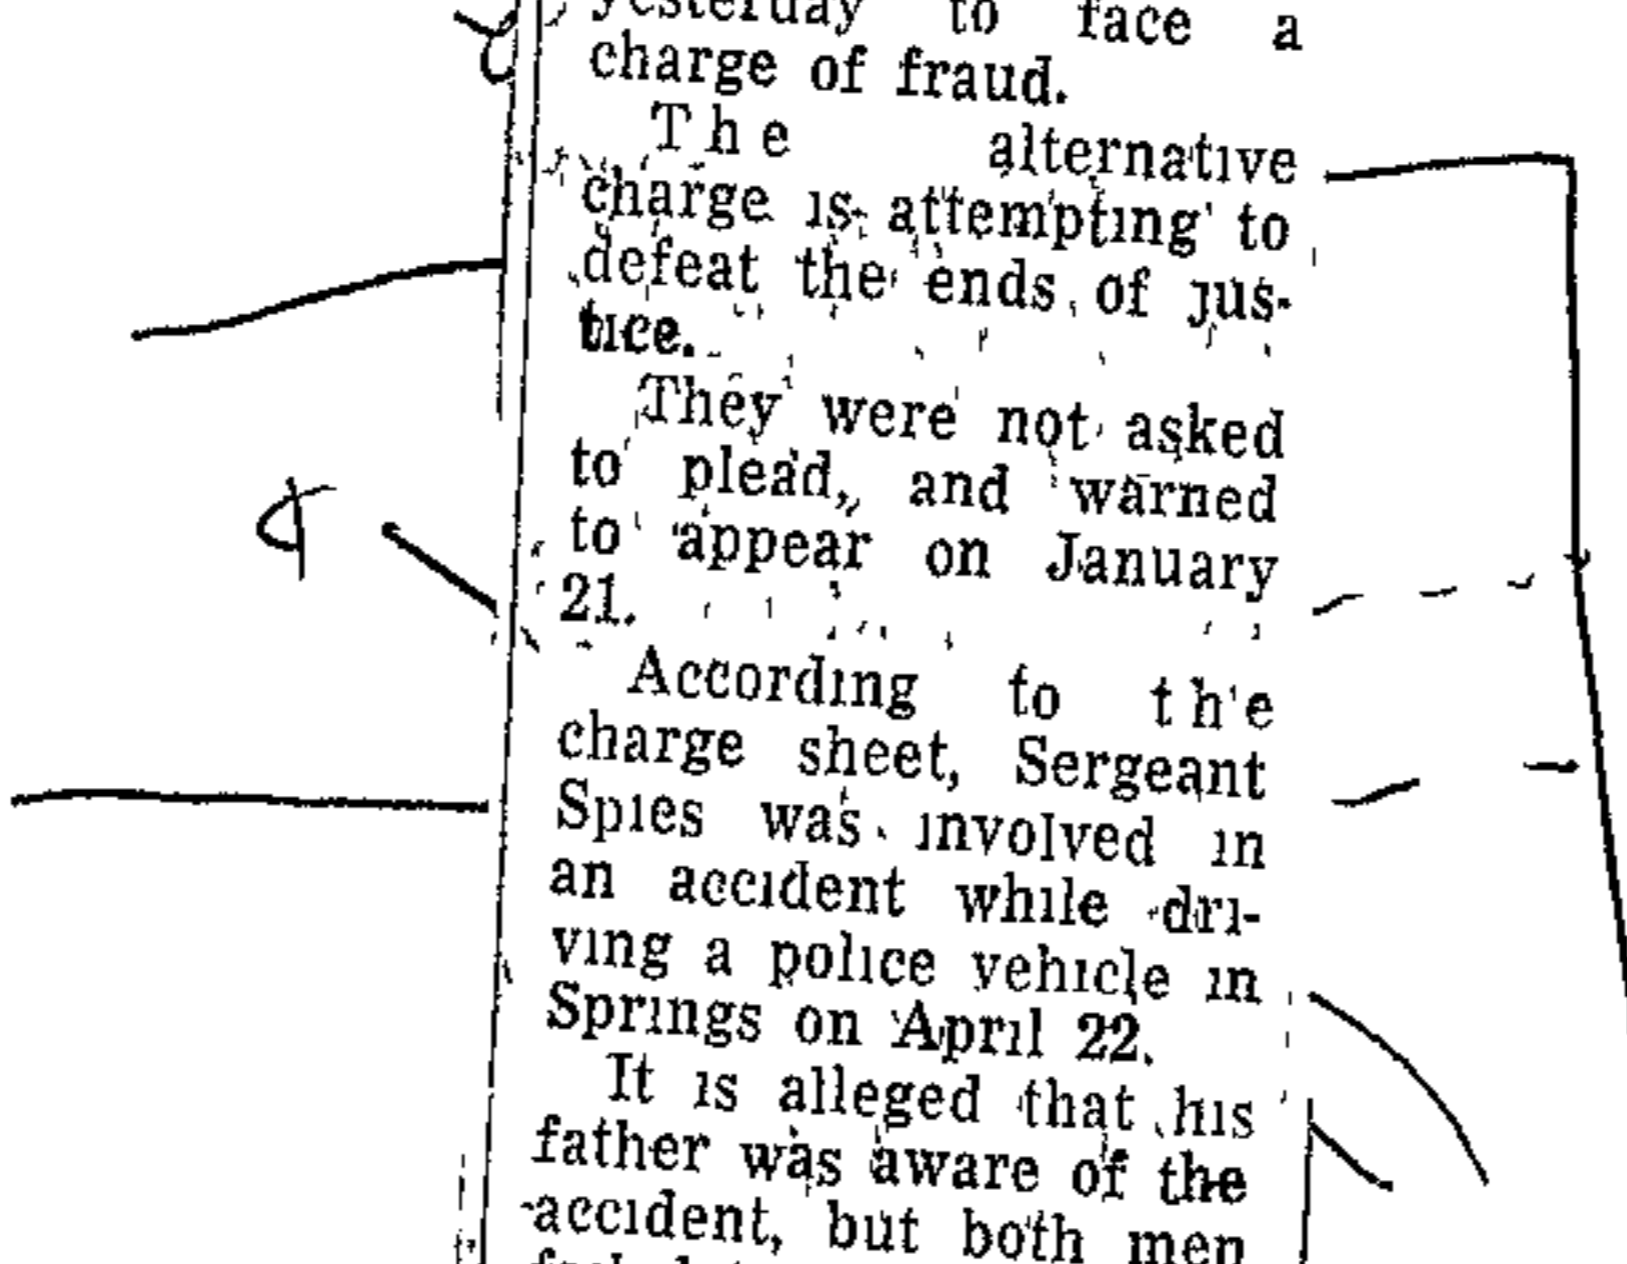 yesterday to face a
charge of fraud.
The alternative
charge is attempting to
defeat the ends of jus-
tice.
They were not asked
to plead, and warned
to appear on January
21.
According to the
charge sheet, Sergeant
Spies was involved in
an accident while dri-
ving a police vehicle in
Springs on April 22.
It is alleged that his
father was aware of the
accident, but both men